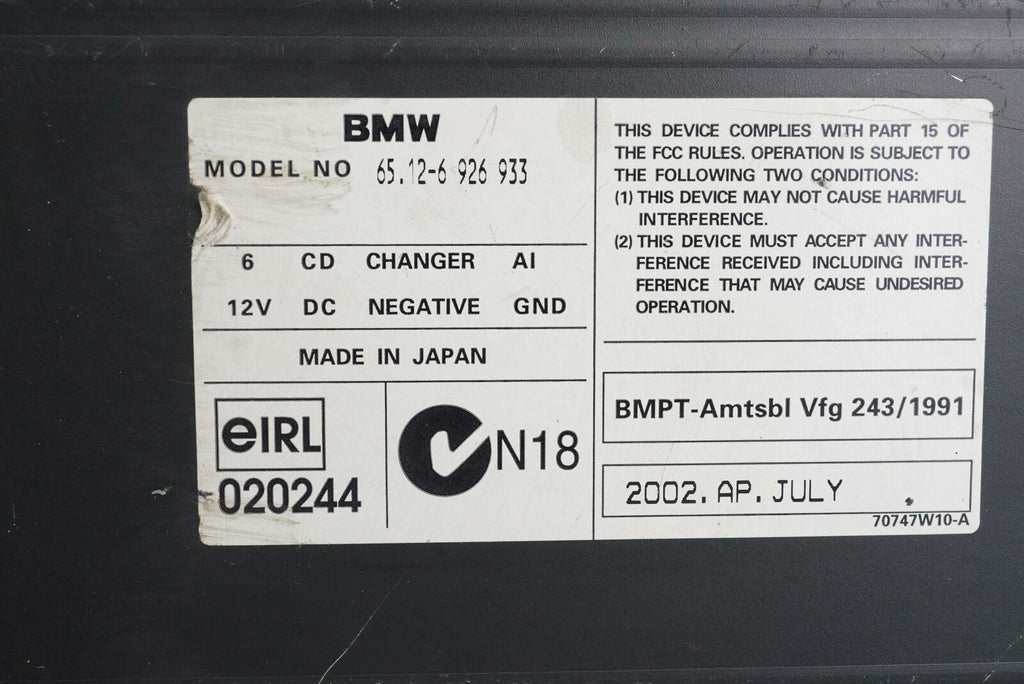 BMW
MODEL NO 65.12-6 926 933
6 CD CHANGER AI
12V DC NEGATIVE GND
MADE IN JAPAN
eIRL
020244
N18
THIS DEVICE COMPLIES WITH PART 15 OF
THE FCC RULES. OPERATION IS SUBJECT TO
THE FOLLOWING TWO CONDITIONS:
(1) THIS DEVICE MAY NOT CAUSE HARMFUL
INTERFERENCE.
(2) THIS DEVICE MUST ACCEPT ANY INTER-
FERENCE RECEIVED INCLUDING INTER-
FERENCE THAT MAY CAUSE UNDESIRED
OPERATION.
BMPT-Amtsbl Vfg 243/1991
2002. AP. JULY
70747W10-A